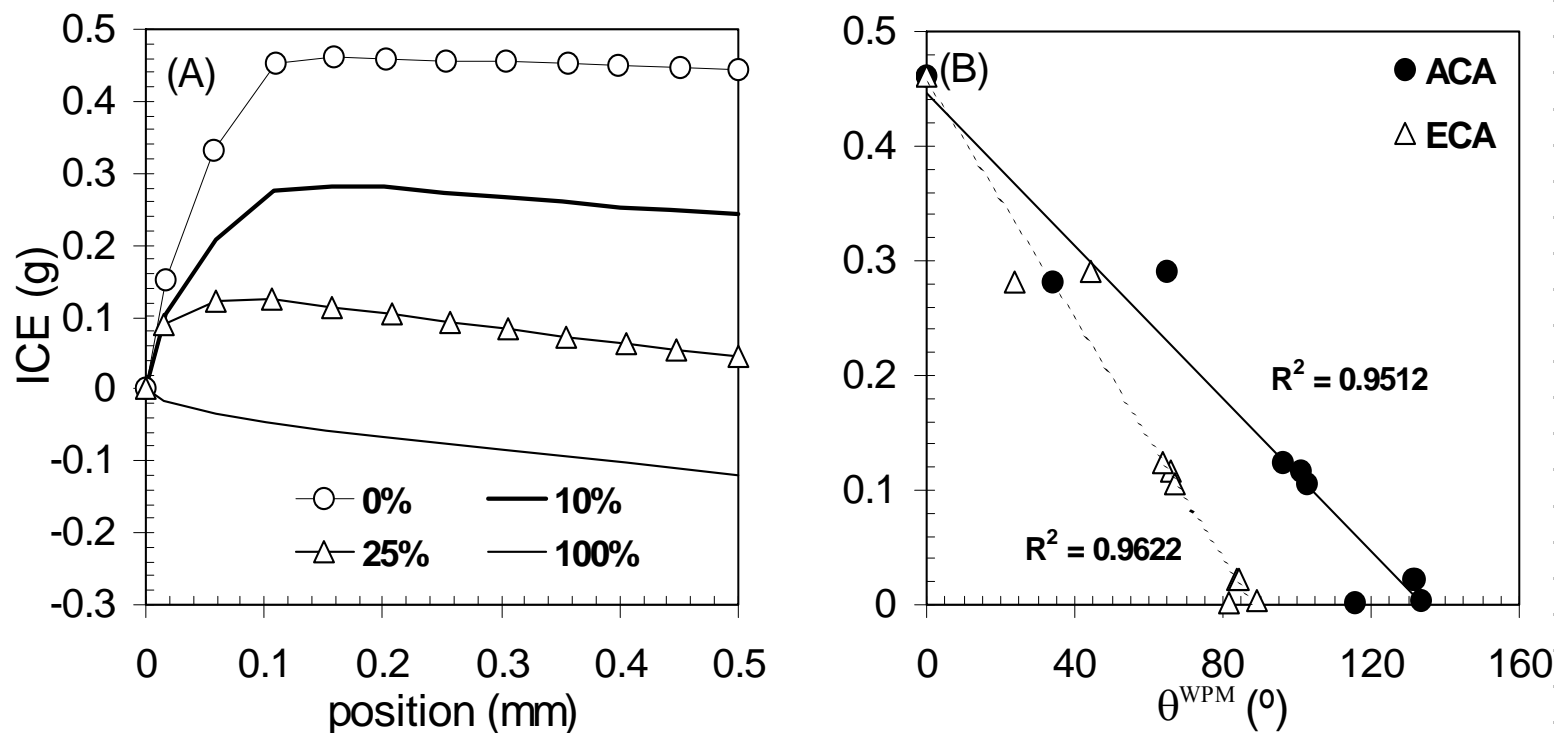 (A)
ICE (g)
0.5
0.4
0.3
0.2
0.1
0
-0.1
-0.2
-0.3
0%
10%
25%
100%
0 0.1 0.2 0.3 0.4 0.5
position (mm)
(B)
ACA
ECA
0.5
0.4
0.3
0.2
0.1
0
R² = 0.9512
R² = 0.9622
0 40 80 120 160
θ^WPM (º)